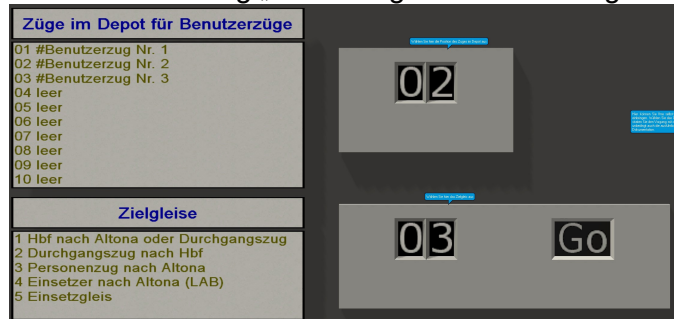 Züge im Depot für Benutzerzüge
01 #Benutzerzug Nr. 1
02 #Benutzerzug Nr. 2
03 #Benutzerzug Nr. 3
04 leer
05 leer
06 leer
07 leer
08 leer
09 leer
10 leer
02
Zielgleise
1 Hbf nach Altona oder Durchgangszug
2 Durchgangszug nach Hbf
3 Personenzug nach Altona
4 Einsetzer nach Altona (LAB)
5 Einsetzgleis
03
Go